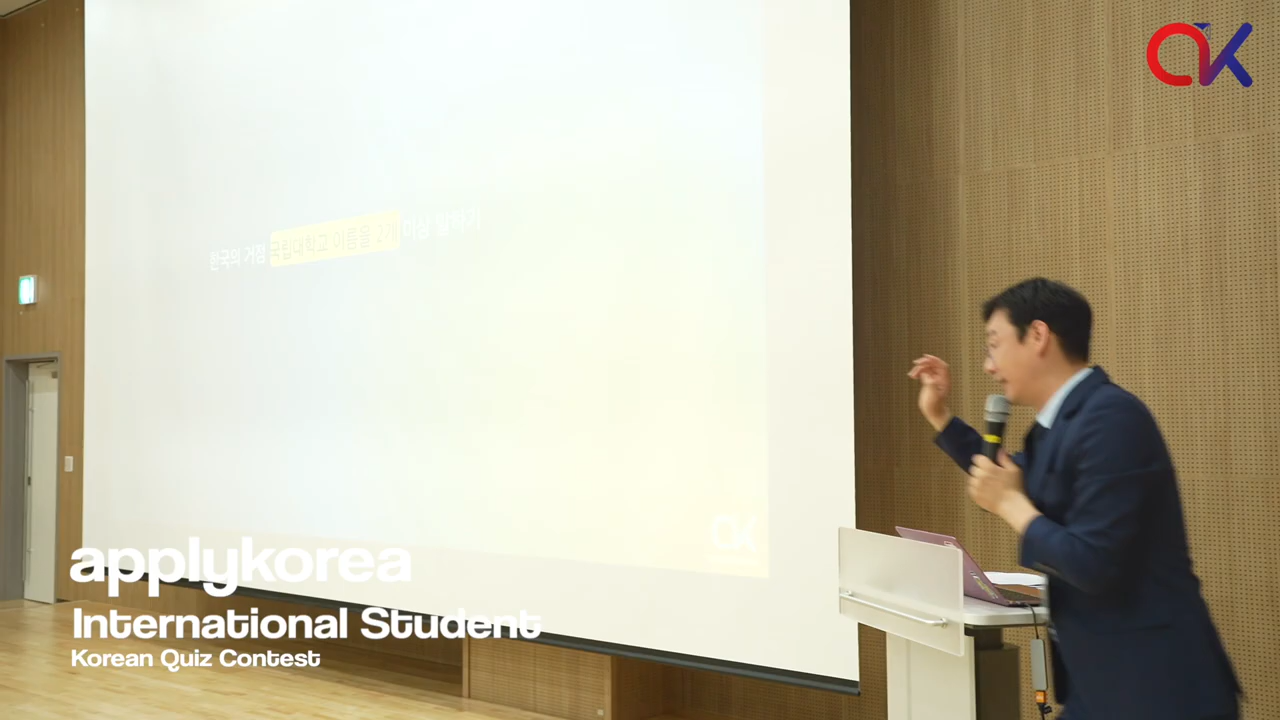 한국의 거점 국립대학교 이름을 2개 이상 말하기
applykorea
International Student
Korean Quiz Contest